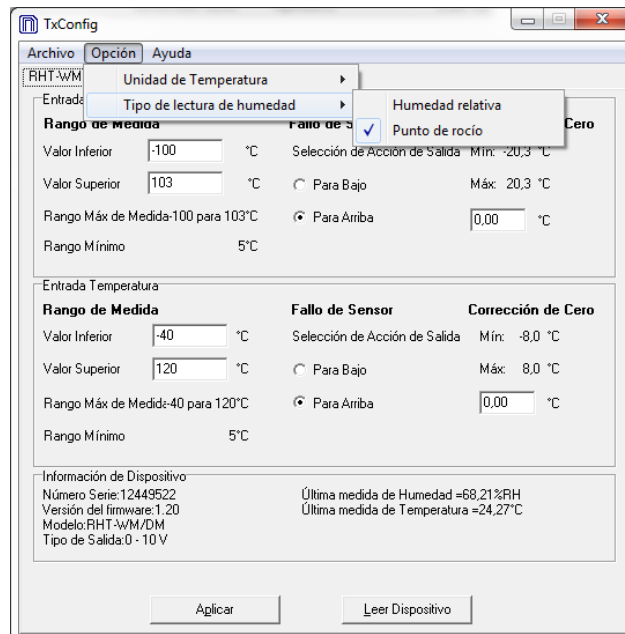 TxConfig
Archivo Opción Ayuda
RHT-WM
Unidad de Temperatura
Tipo de lectura de humedad
Humedad relativa
Punto de rocío
Entrada
Rango de Medida Fallo de S Cero
Valor Inferior -100 °C Selección de Acción de Salida Mín: -20,3 °C
Valor Superior 103 °C Para Bajo Máx: 20,3 °C
Rango Máx de Medida-100 para 103°C Para Arriba 0,00 °C
Rango Mínimo 5°C
Entrada Temperatura
Rango de Medida Fallo de Sensor Corrección de Cero
Valor Inferior -40 °C Selección de Acción de Salida Mín: -8,0 °C
Valor Superior 120 °C Para Bajo Máx: 8,0 °C
Rango Máx de Medida-40 para 120°C Para Arriba 0,00 °C
Rango Mínimo 5°C
Información de Dispositivo
Número Serie:12449522 Última medida de Humedad =68,21%RH
Versión del firmware:1.20 Última medida de Temperatura =24,27°C
Modelo:RHT-WM/DM
Tipo de Salida:0 - 10 V
Aplicar Leer Dispositivo